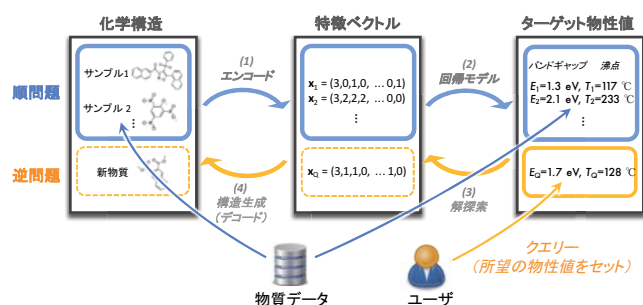 化学構造
特徴ベクトル
ターゲット物性値
順問題
サンプル1
サンプル 2
⋮
(1)
エンコード
x₁ = (3,0,1,0, … 0,1)
x₂ = (3,2,2,2, … 0,0)
⋮
(2)
回帰モデル
バンドギャップ 沸点
E₁=1.3 eV, T₁=117 ℃
E₂=2.1 eV, T₂=233 ℃
⋮
逆問題
新物質
(4)
構造生成
(デコード)
x_Q = (3,1,1,0, … 1,0)
(3)
解探索
E_Q=1.7 eV, T_Q=128 ℃
物質データ
ユーザ
クエリー
(所望の物性値をセット)